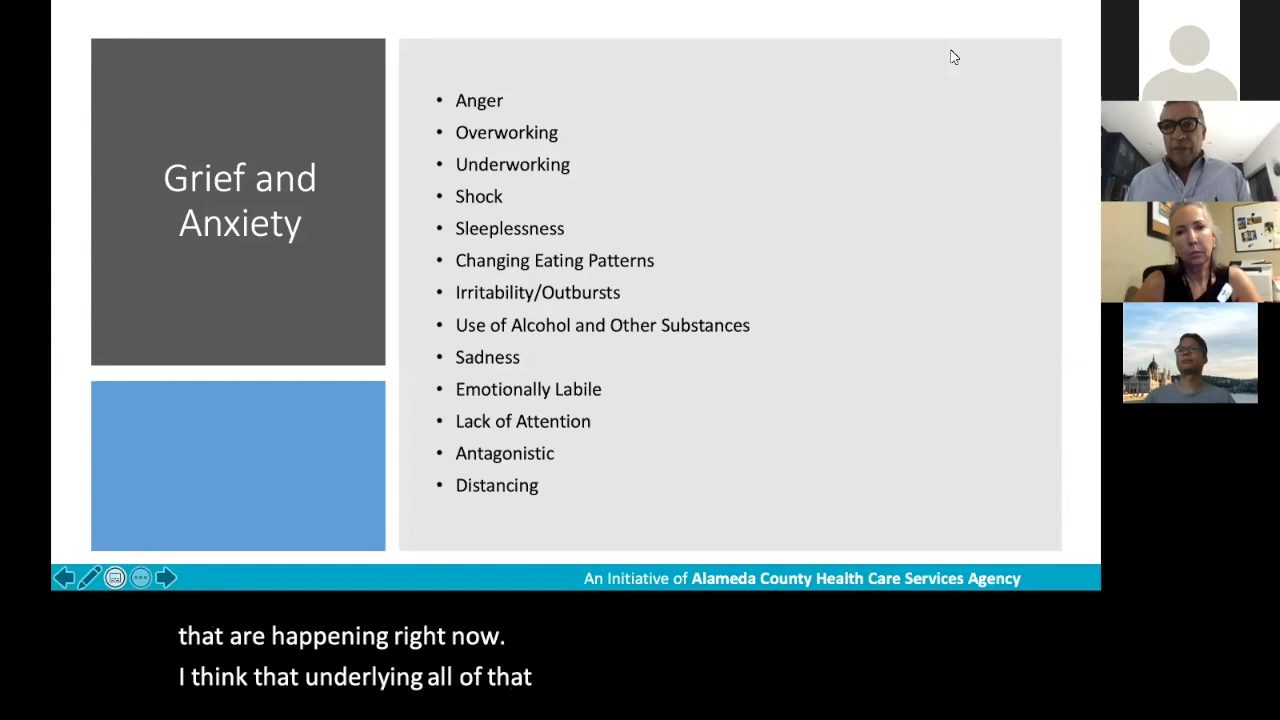 Grief and
Anxiety
• Anger
• Overworking
• Underworking
• Shock
• Sleeplessness
• Changing Eating Patterns
• Irritability/Outbursts
• Use of Alcohol and Other Substances
• Sadness
• Emotionally Labile
• Lack of Attention
• Antagonistic
• Distancing
An Initiative of Alameda County Health Care Services Agency
that are happening right now.
I think that underlying all of that